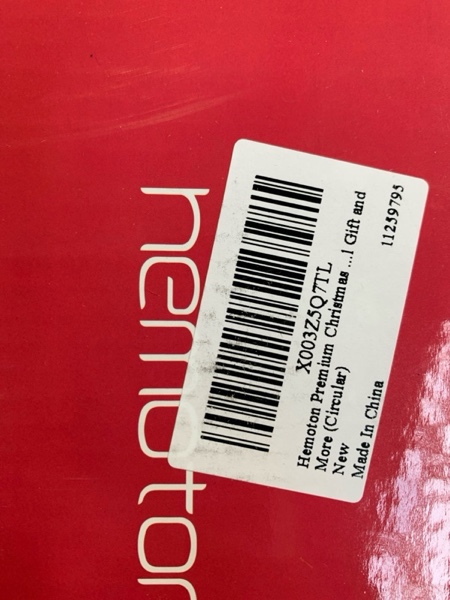 hemoton
X003Z5Q7TL
Hemoton Premium Christmas ...l Gift and
More (Circular)
New
Made In China
11259795